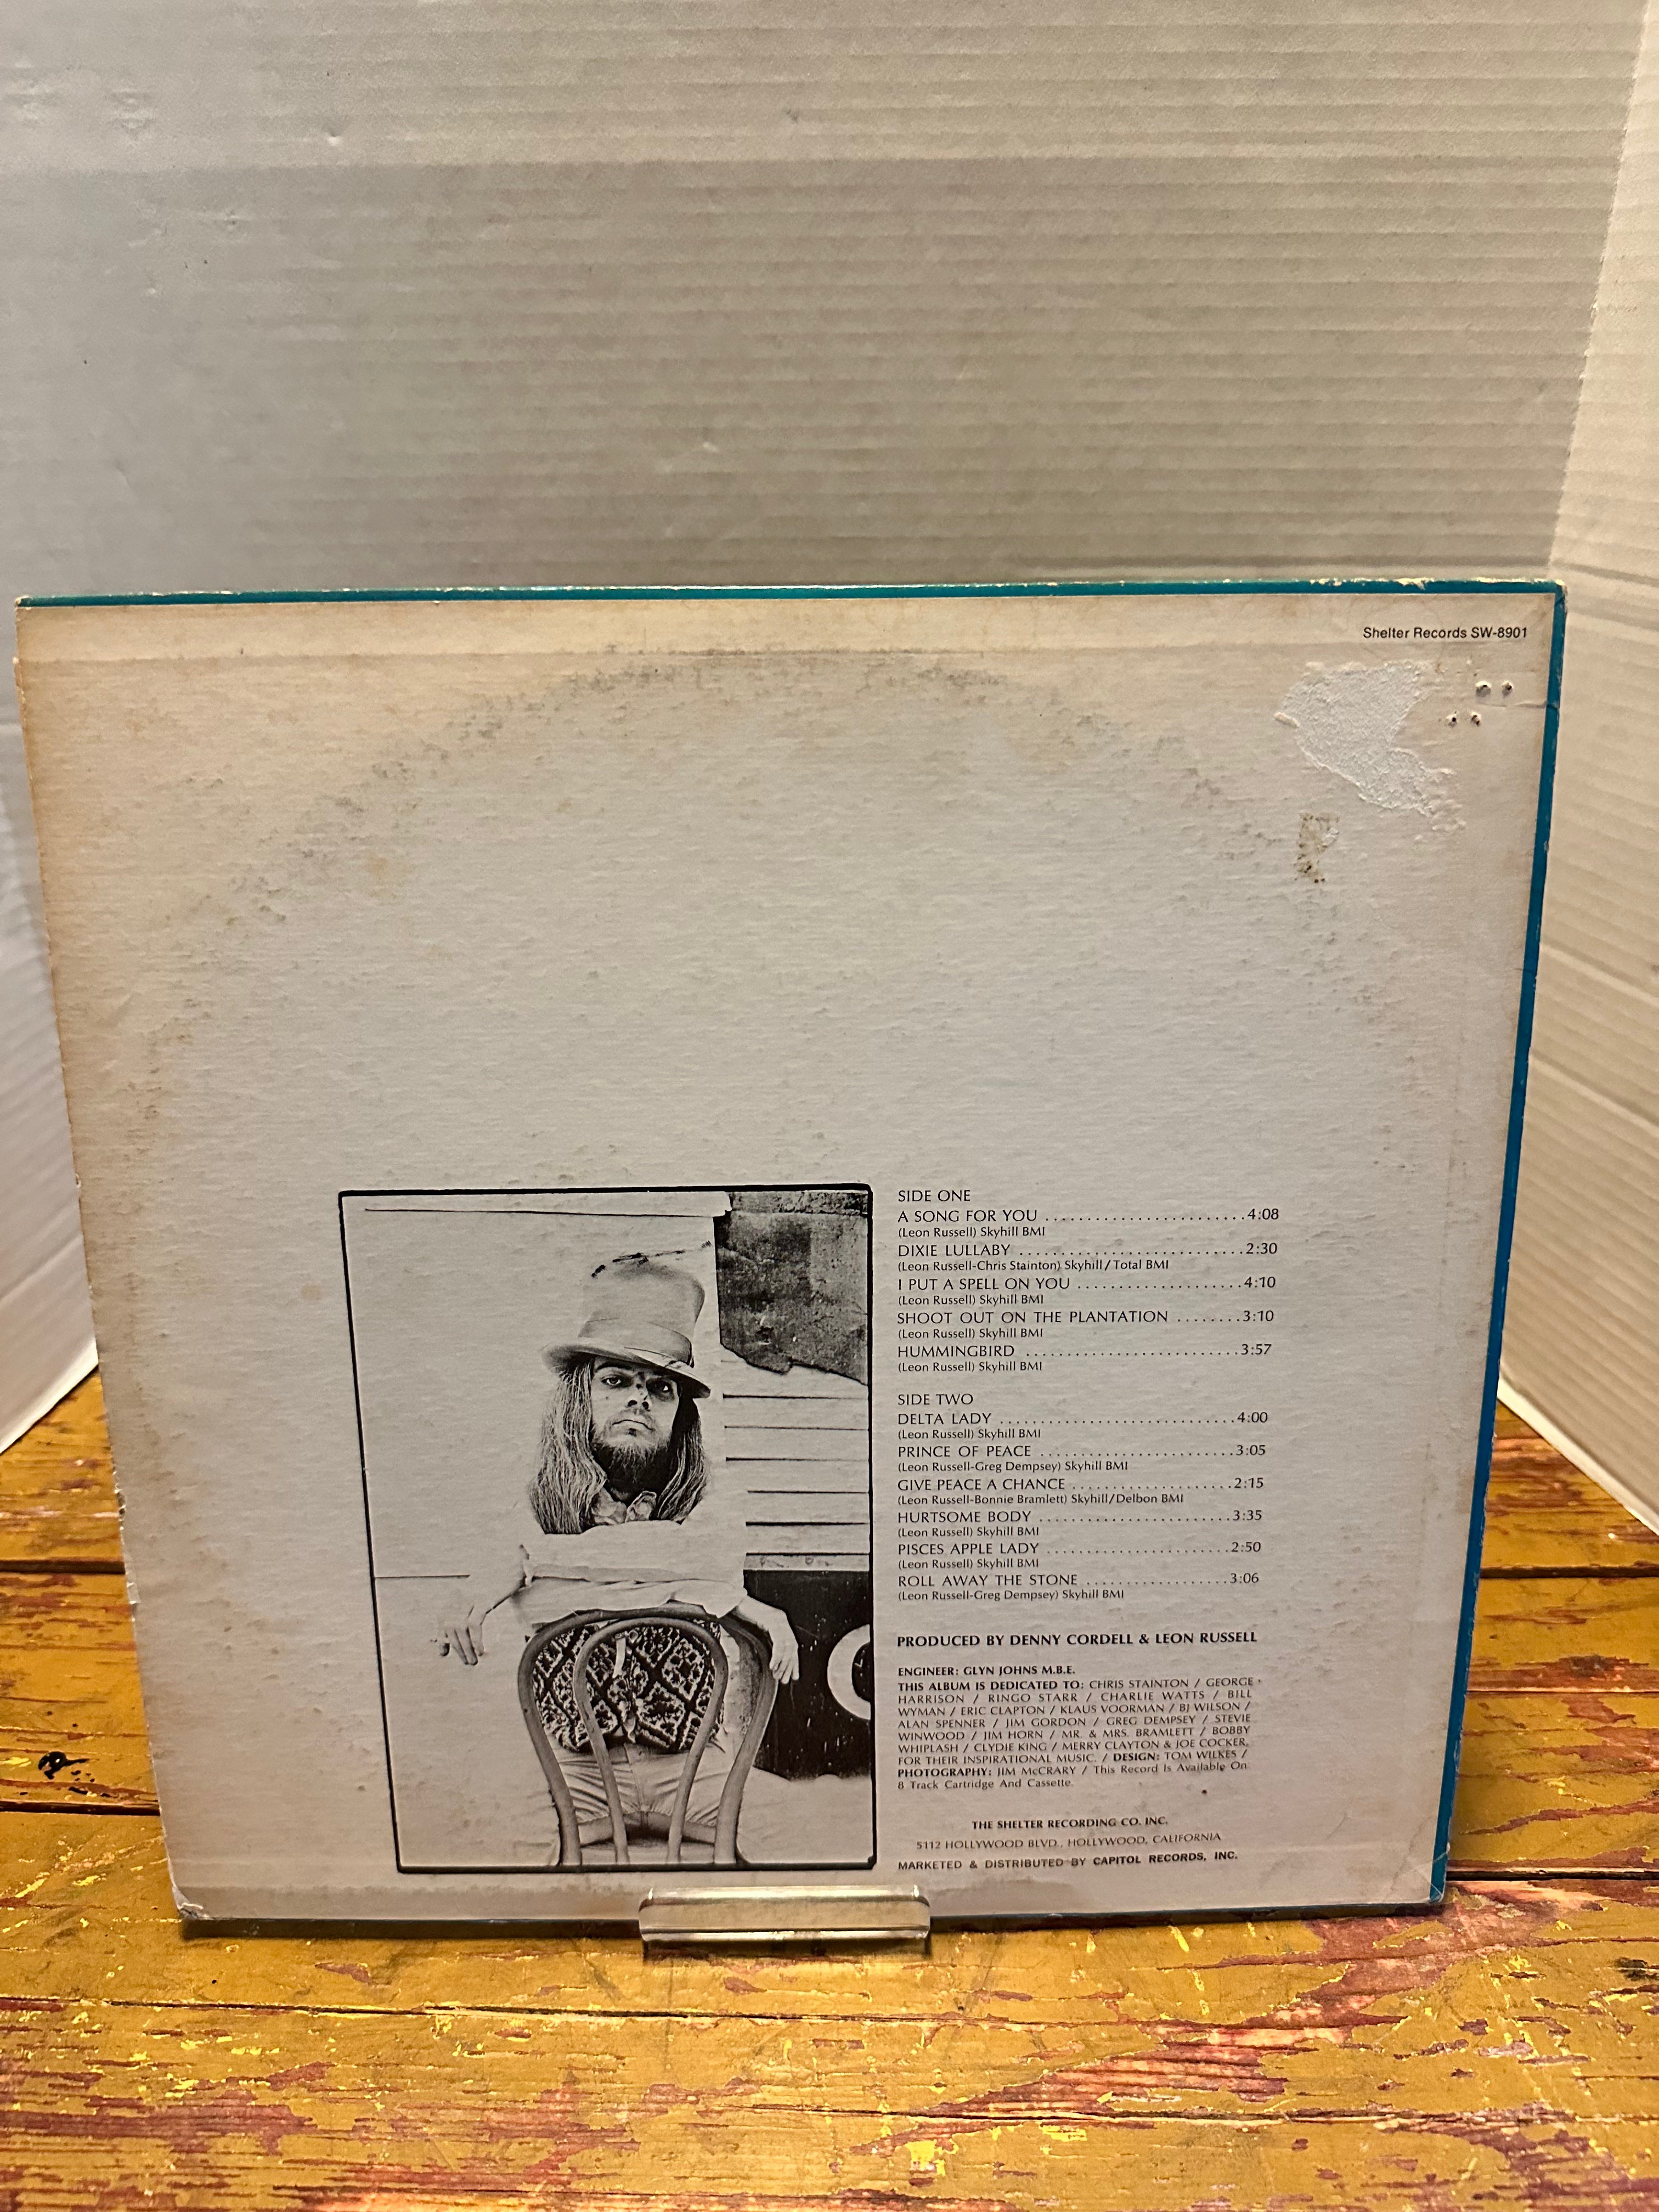 Shelter Records SW-8901
SIDE ONE
A SONG FOR YOU ........................4:08
(Leon Russell) Skyhill BMI
DIXIE LULLABY ...........................2:30
(Leon Russell-Chris Stainton) Skyhill/Total BMI
I PUT A SPELL ON YOU ....................4:10
(Leon Russell) Skyhill BMI
SHOOT OUT ON THE PLANTATION ........3:10
(Leon Russell) Skyhill BMI
HUMMINGBIRD ..........................3:57
(Leon Russell) Skyhill BMI
SIDE TWO
DELTA LADY ............................4:00
(Leon Russell) Skyhill BMI
PRINCE OF PEACE .......................3:05
(Leon Russell-Greg Dempsey) Skyhill BMI
GIVE PEACE A CHANCE ...................2:15
(Leon Russell-Bonnie Bramlett) Skyhill/Delbon BMI
HURTSOME BODY .......................3:35
(Leon Russell) Skyhill BMI
PISCES APPLE LADY ......................2:50
(Leon Russell) Skyhill BMI
ROLL AWAY THE STONE .................3:06
(Leon Russell-Greg Dempsey) Skyhill BMI
PRODUCED BY DENNY CORDELL & LEON RUSSELL
ENGINEER: GLYN JOHNS M.B.E.
THIS ALBUM IS DEDICATED TO: CHRIS STAINTON / GEORGE
HARRISON / RINGO STARR / CHARLIE WATTS / BILL
WYMAN / ERIC CLAPTON / KLAUS VOORMAN / BJ WILSON /
ALAN SPENNER / JIM GORDON / GREG DEMPSEY / STEVIE
WINWOOD / JIM HORN / MR. & MRS. BRAMLETT / BOBBY
WHIPLASH / CLYDIE KING / MERRY CLAYTON & JOE COCKER,
FOR THEIR INSPIRATIONAL MUSIC. / DESIGN: TOM WILKES /
PHOTOGRAPHY: JIM McCRARY / This Record Is Available On
8 Track Cartridge And Cassette.
THE SHELTER RECORDING CO. INC.
5112 HOLLYWOOD BLVD., HOLLYWOOD, CALIFORNIA
MARKETED & DISTRIBUTED BY CAPITOL RECORDS, INC.